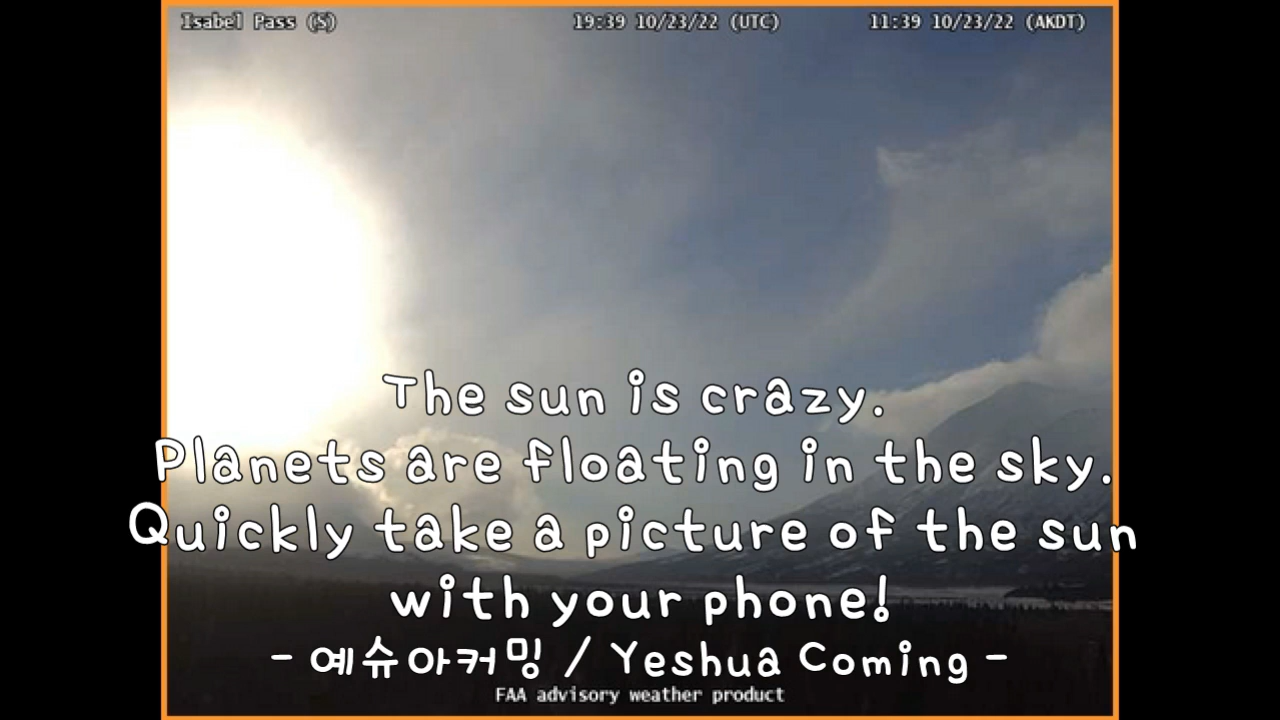 Isabel Pass (S) 19:39 10/23/22 (UTC) 11:39 10/23/22 (AKDT)
The sun is crazy.
Planets are floating in the sky.
Quickly take a picture of the sun
with your phone!
- 예슈아커밍 / Yeshua Coming -
FAA advisory weather product